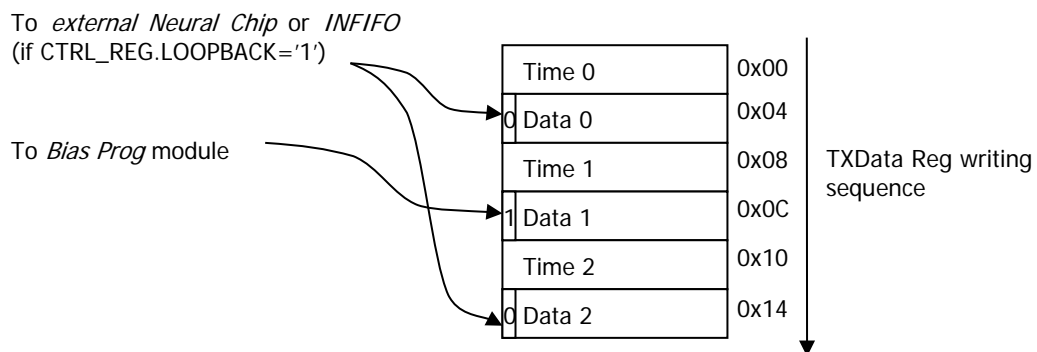 To external Neural Chip or INFIFO
(if CTRL_REG.LOOPBACK='1')
Time 0 0x00
0 Data 0 0x04
To Bias Prog module
Time 1 0x08
TXData Reg writing
sequence
1 Data 1 0x0C
Time 2 0x10
0 Data 2 0x14